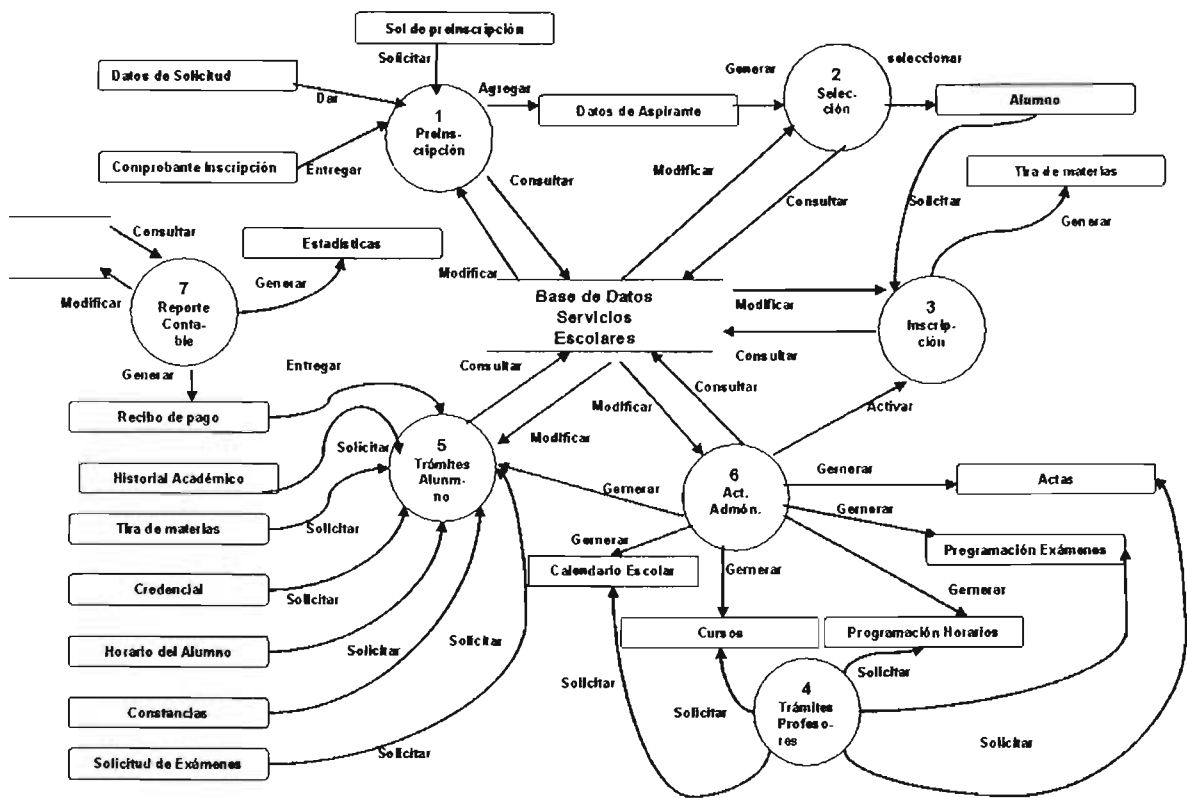 Sol de preinscripción
Solicitar
Datos de Solicitud
Dar
Agregar
Generar
2
Selec-
ción
seleccionar
Alumno
Datos de Aspirante
1
Preins-
cripción
Comprobante Inscripción
Entregar
Consultar
Modificar
Consultar
Solicitar
Tira de materias
Generar
Consultar
Estadísticas
Modificar
7
Reporte
Conta-
ble
Generar
Modificar
Base de Datos
Servicios
Escolares
Modificar
3
Inscrip-
ción
Consultar
Generar
Entregar
Consultar
Consultar
Recibo de pago
Modificar
Activar
Solicitar
5
Trámites
Alunm-
no
Modificar
Historial Académico
6
Act.
Admón.
Gernerar
Actas
Gernerar
Gernerar
Tira de materias
Solicitar
Gernerar
Programación Exámenes
Calendario Escolar
Gernerar
Credencial
Solicitar
Gernerar
Cursos
Programación Horarios
Horario del Alumno
Solicitar
Solicitar
Solicitar
Solicitar
4
Trámites
Profeso-
res
Constancias
Solicitar
Solicitar
Solicitud de Exámenes
Solicitar